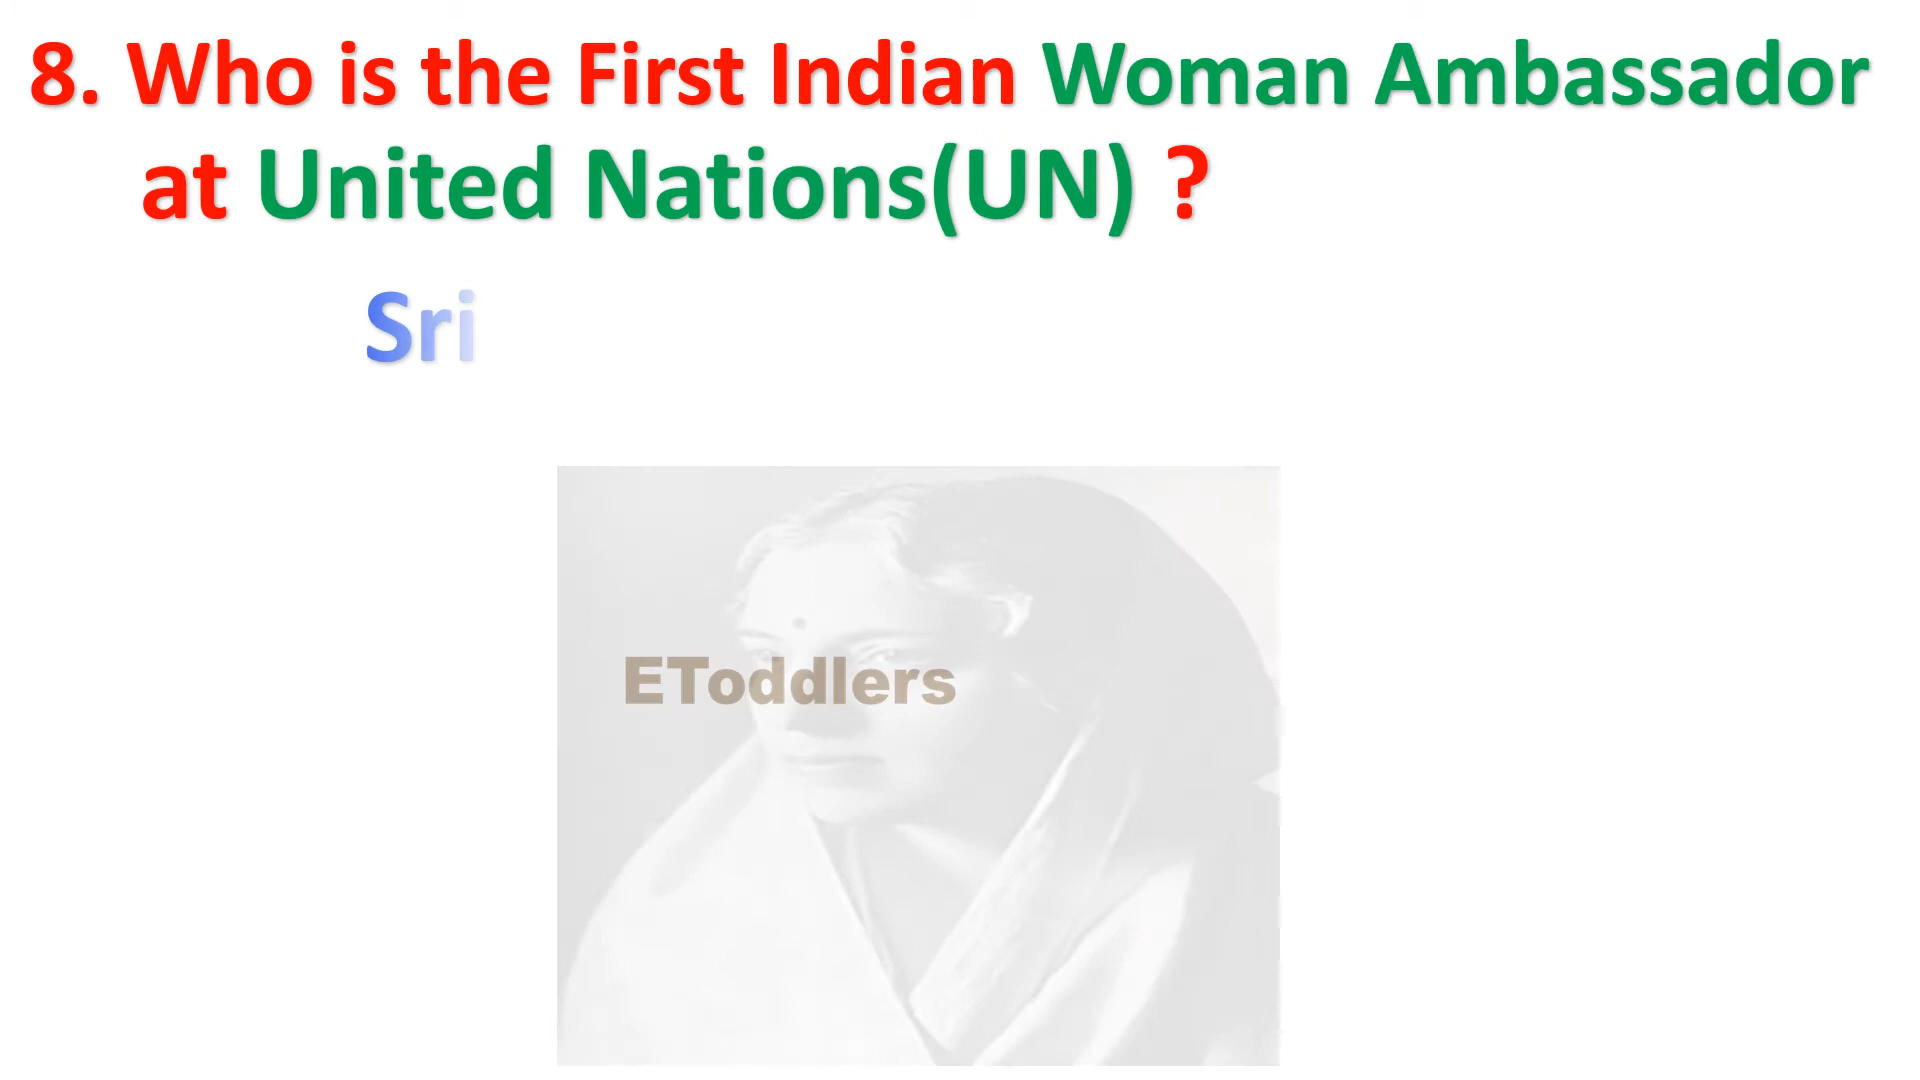 8. Who is the First Indian Woman Ambassador
at United Nations(UN) ?
Sri
EToddlers